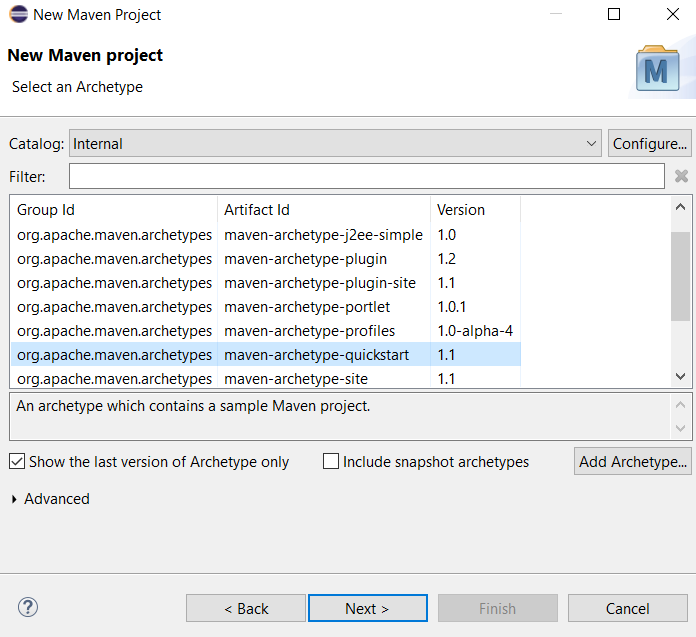 New Maven Project
New Maven project
Select an Archetype
M
Catalog: Internal Configure...
Filter:
Group Id Artifact Id Version
org.apache.maven.archetypes maven-archetype-j2ee-simple 1.0
org.apache.maven.archetypes maven-archetype-plugin 1.2
org.apache.maven.archetypes maven-archetype-plugin-site 1.1
org.apache.maven.archetypes maven-archetype-portlet 1.0.1
org.apache.maven.archetypes maven-archetype-profiles 1.0-alpha-4
org.apache.maven.archetypes maven-archetype-quickstart 1.1
org.apache.maven.archetypes maven-archetype-site 1.1
An archetype which contains a sample Maven project.
Show the last version of Archetype only Include snapshot archetypes Add Archetype...
Advanced
? < Back Next > Finish Cancel